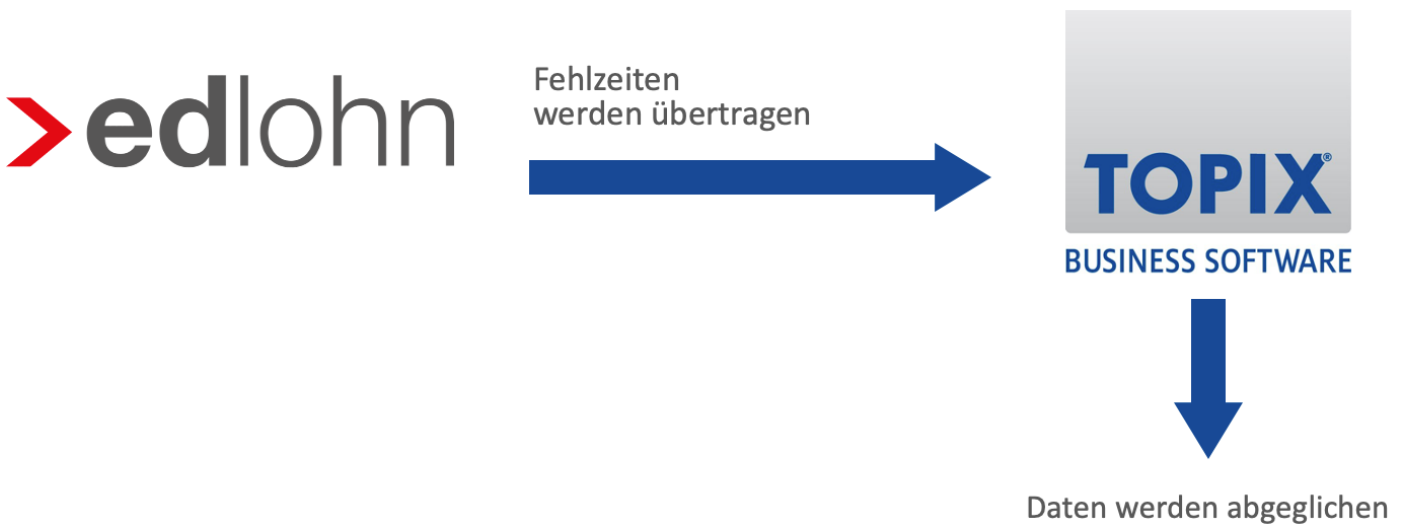 edlohn
Fehlzeiten
werden übertragen
TOPIX®
BUSINESS SOFTWARE
Daten werden abgeglichen